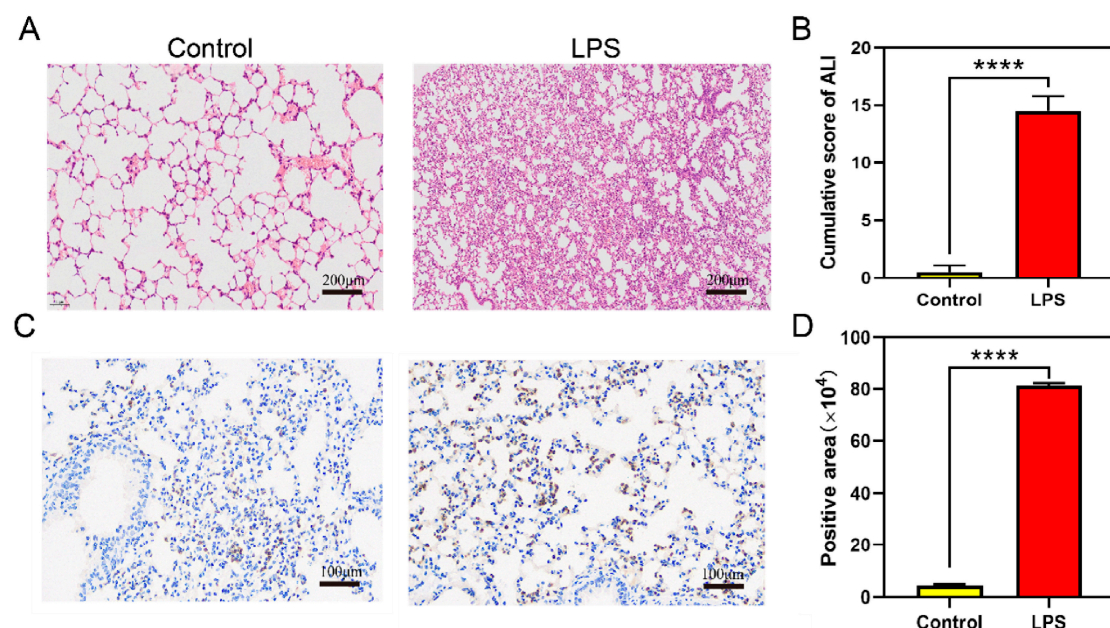 A
Control
LPS
200μm
200μm
B
Cumulative score of ALI
20
15
10
5
0
****
Control
LPS
C
100μm
100μm
D
Positive area (×10⁴)
100
80
60
40
20
0
****
Control
LPS